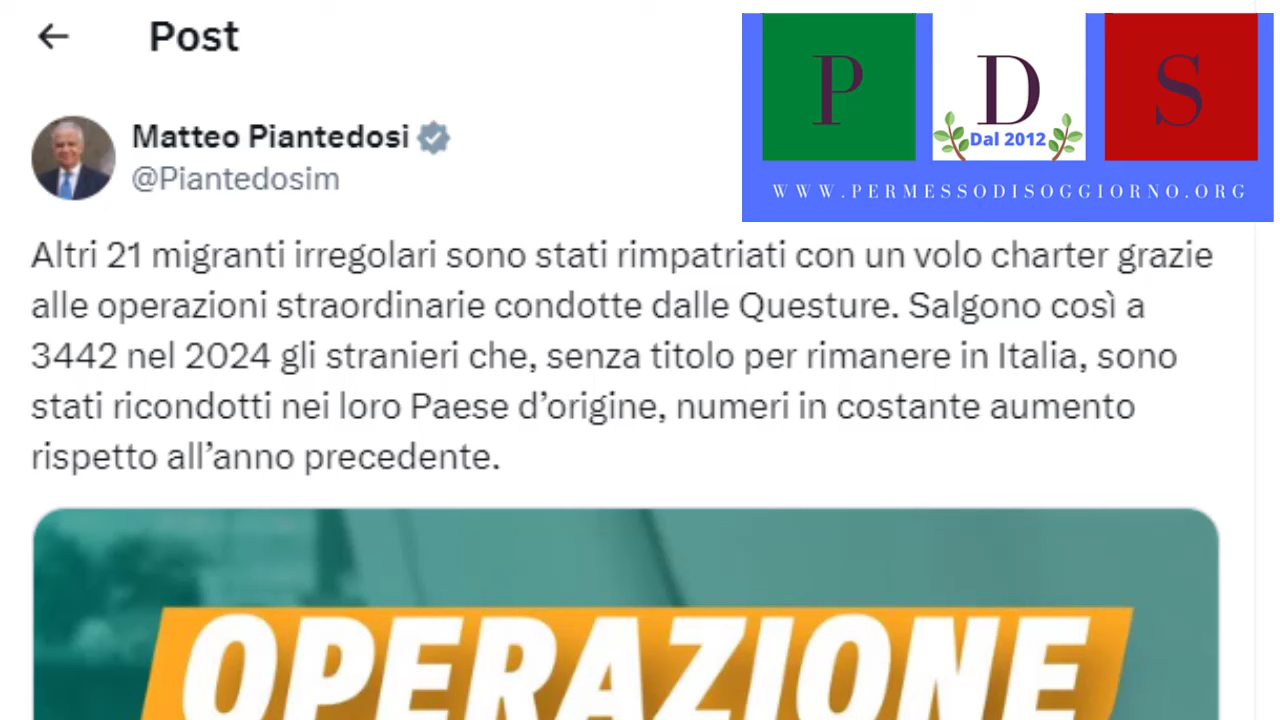 Post
P D S
Dal 2012
WWW.PERMESSODISOGGIORNO.ORG
Matteo Piantedosi
@Piantedosim
Altri 21 migranti irregolari sono stati rimpatriati con un volo charter grazie
alle operazioni straordinarie condotte dalle Questure. Salgono così a
3442 nel 2024 gli stranieri che, senza titolo per rimanere in Italia, sono
stati ricondotti nei loro Paese d’origine, numeri in costante aumento
rispetto all’anno precedente.
OPERAZIONE